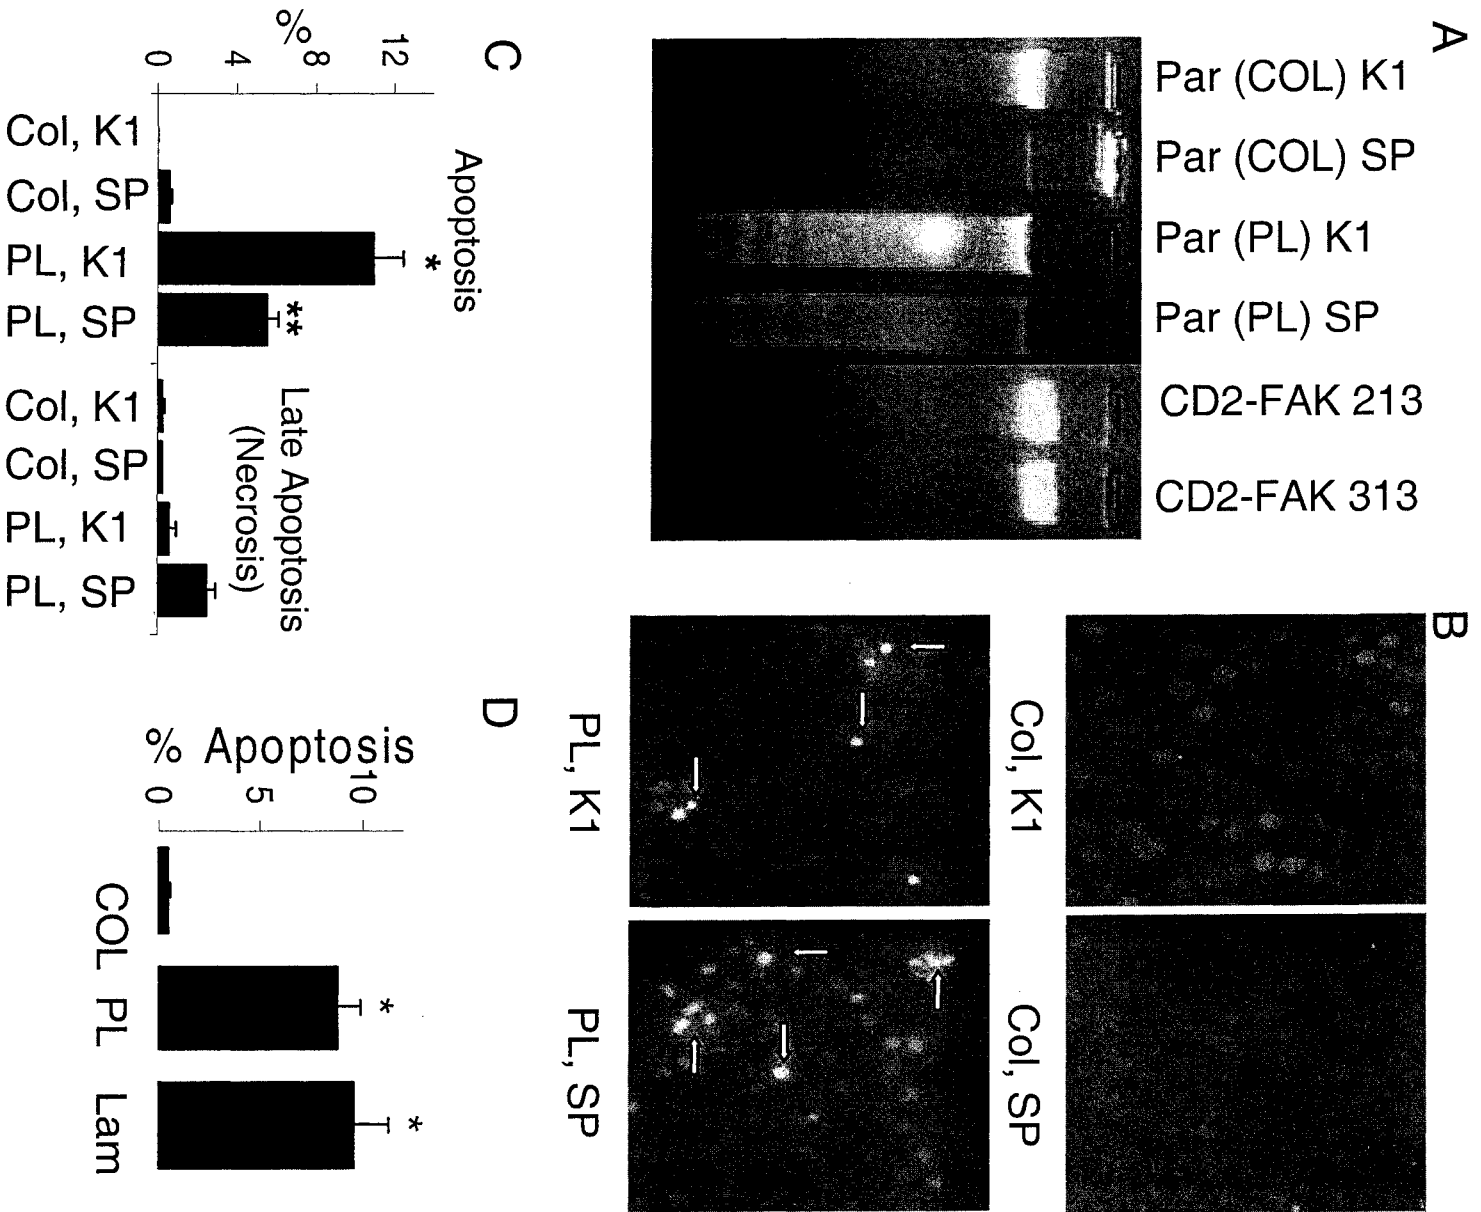 A
Par (COL) K1
Par (COL) SP
Par (PL) K1
Par (PL) SP
CD2-FAK 213
CD2-FAK 313
B
Col, K1
Col, SP
PL, K1
PL, SP
C
%
12
8
4
0
Apoptosis
*
**
Late Apoptosis
(Necrosis)
Col, K1
Col, SP
PL, K1
PL, SP
Col, K1
Col, SP
PL, K1
PL, SP
D
% Apoptosis
10
5
0
*
*
COL
PL
Lam